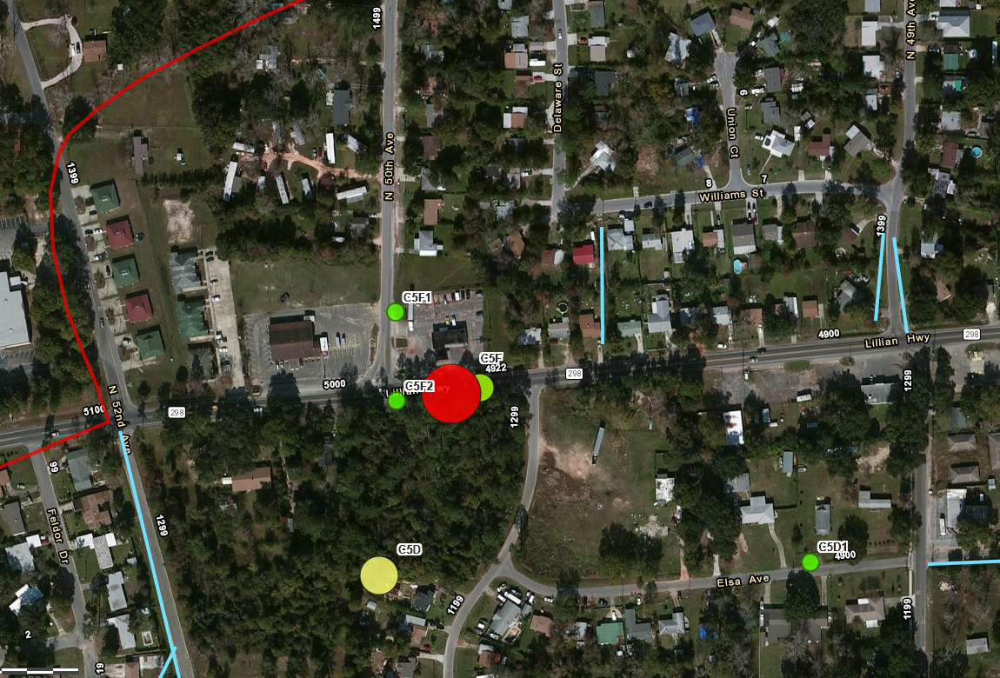 1499
N 49th Ave
Delaware St
9
Union Ct
N 50th Ave
1399
8
7
Williams St
1399
C5F1
4900
298
Lillian Hwy
C5F
4922
5000
C5F2
298
1299
1299
N 52nd Ave
5100
298
99
1299
Feldor Dr
C5D
C5D1
4900
Elsa Ave
1199
1199
2
19